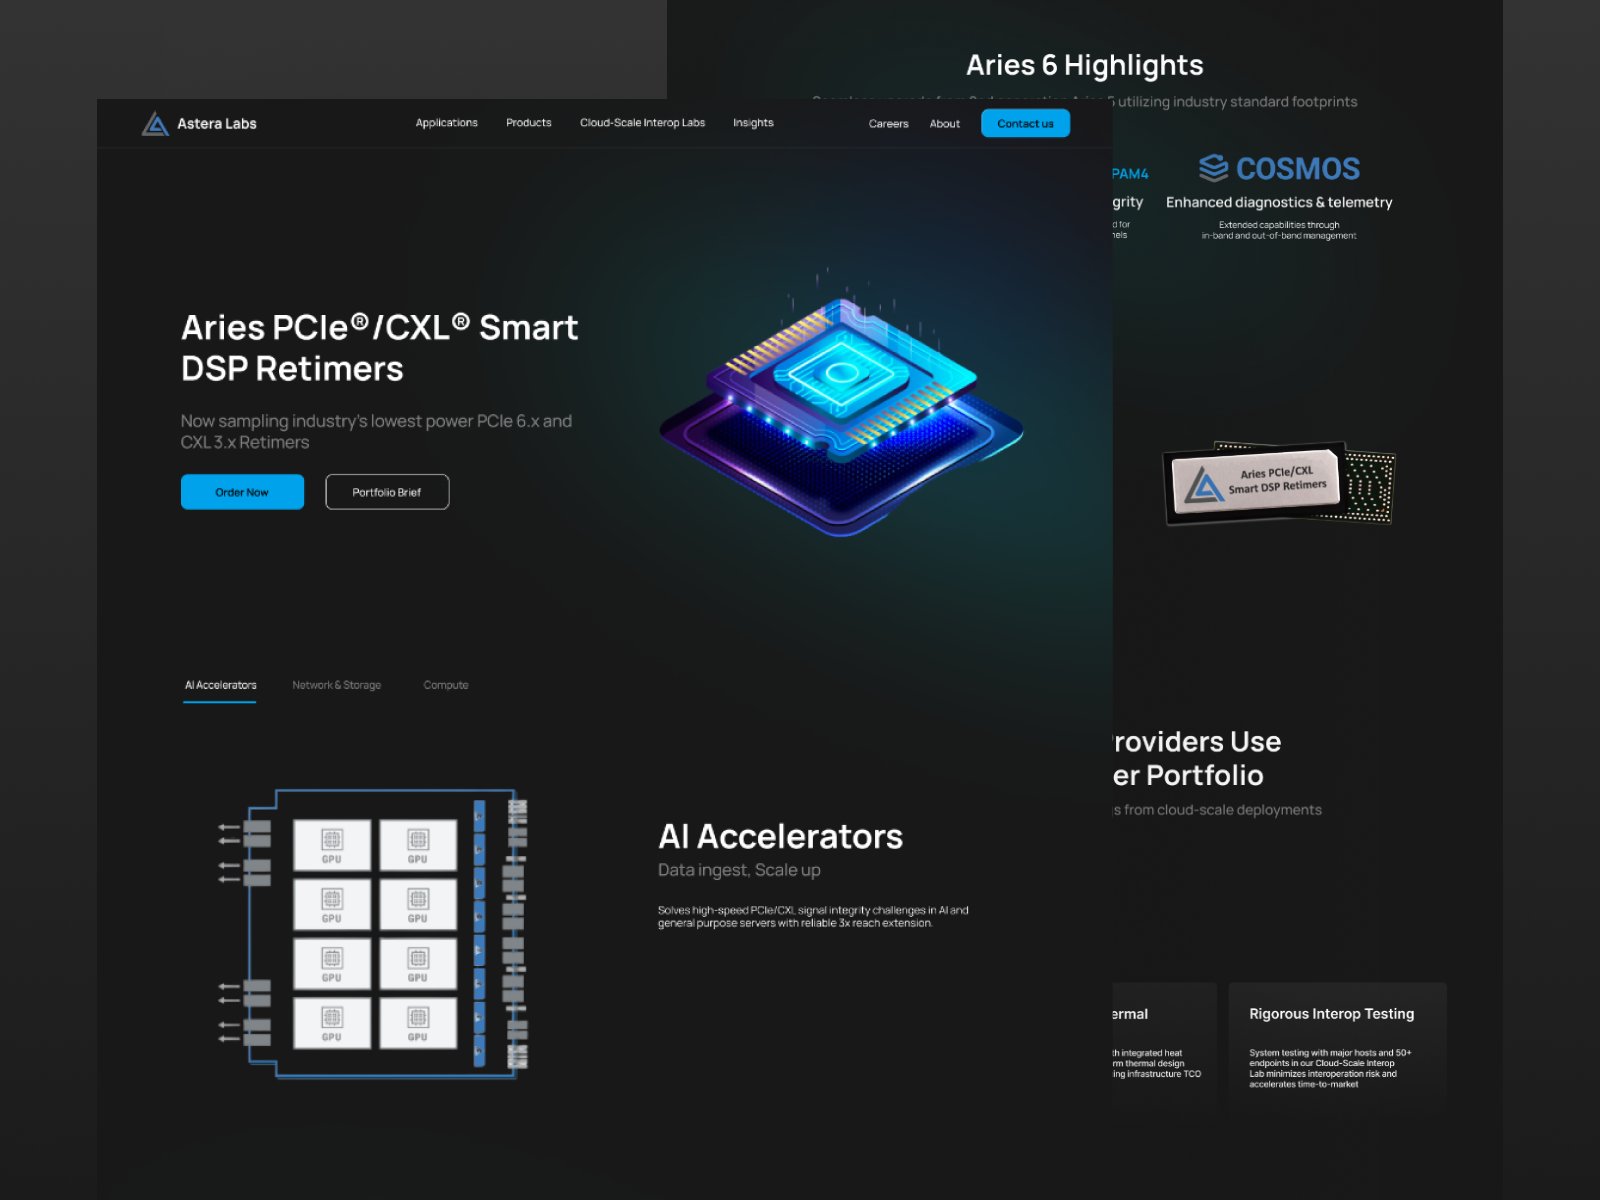 Aries 6 Highlights
utilizing industry standard footprints
PAM4
COSMOS
grity
Enhanced diagnostics & telemetry
d for
nels
Extended capabilities through
in-band and out-of-band management
Aries PCIe/CXL
Smart DSP Retimers
roviders Use
er Portfolio
s from cloud-scale deployments
ermal
th integrated heat
rm thermal design
ing infrastructure TCO
Rigorous Interop Testing
System testing with major hosts and 50+
endpoints in our Cloud-Scale Interop
Lab minimizes interoperation risk and
accelerates time-to-market
Astera Labs
Applications
Products
Cloud-Scale Interop Labs
Insights
Careers
About
Contact us
Aries PCIe®/CXL® Smart
DSP Retimers
Now sampling industry's lowest power PCIe 6.x and
CXL 3.x Retimers
Order Now
Portfolio Brief
AI Accelerators
Network & Storage
Compute
GPU
GPU
GPU
GPU
GPU
GPU
GPU
GPU
AI Accelerators
Data ingest, Scale up
Solves high-speed PCIe/CXL signal integrity challenges in AI and
general purpose servers with reliable 3x reach extension.